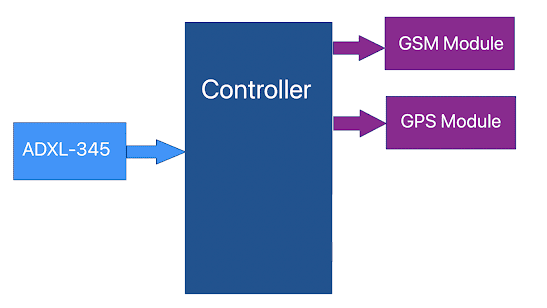 GSM Module
Controller
GPS Module
ADXL-345